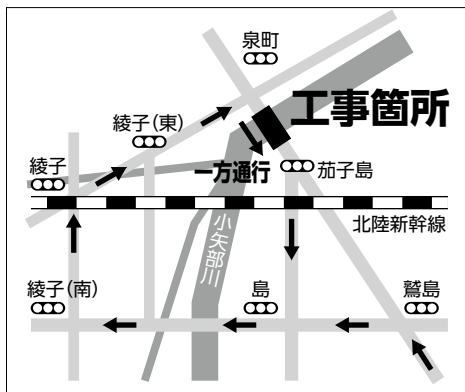 泉町
工事箇所
綾子(東)
一方通行
茄子島
綾子
北陸新幹線
小矢部川
綾子(南)
島
鷲島